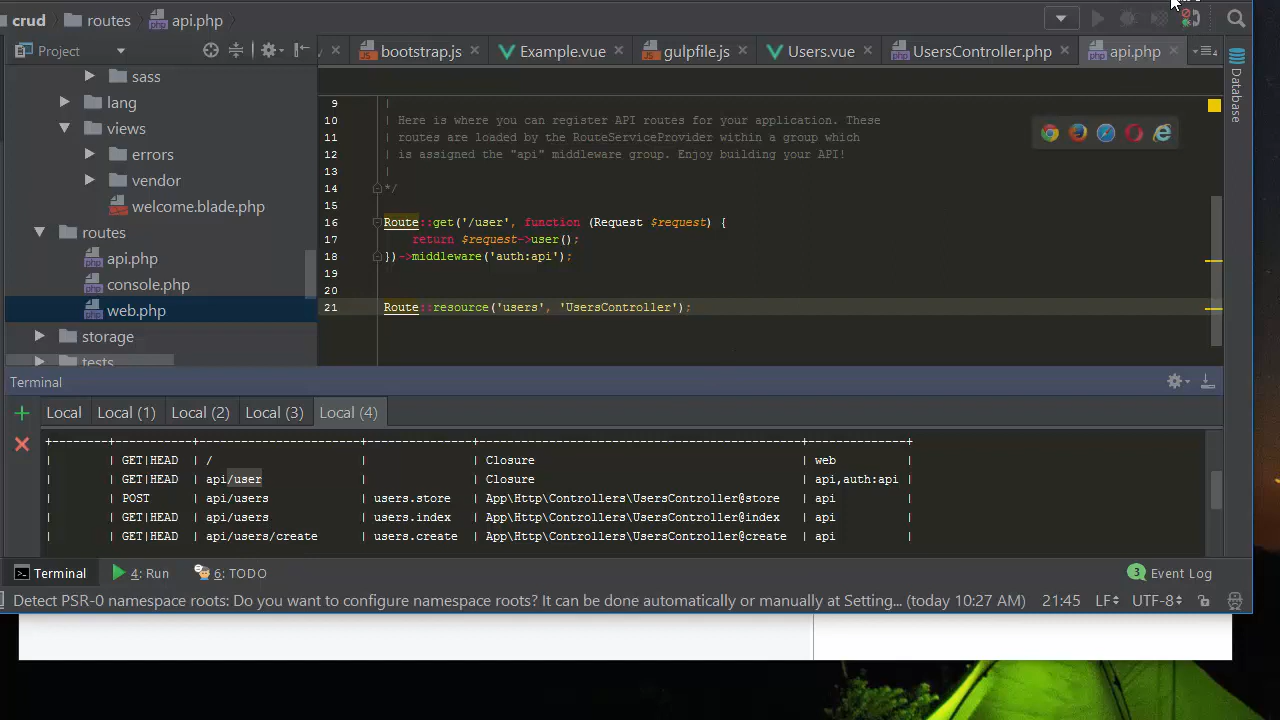 crud routes api.php
Project
bootstrap.js Example.vue gulpfile.js Users.vue UsersController.php api.php
sass
lang
views
errors
vendor
welcome.blade.php
routes
api.php
console.php
web.php
storage
tests
Database
9 |
10 | Here is where you can register API routes for your application. These
11 | routes are loaded by the RouteServiceProvider within a group which
12 | is assigned the "api" middleware group. Enjoy building your API!
13 |
14 */
15
16 Route::get('/user', function (Request $request) {
17 return $request->user();
18 })->middleware('auth:api');
19
20
21 Route::resource('users', 'UsersController');
Terminal
Local Local (1) Local (2) Local (3) Local (4)
+--------+----------+------------------------+---------------+----------------------------------------------+--------------+
| | GET|HEAD | / | | Closure | web |
| | GET|HEAD | api/user | | Closure | api,auth:api |
| | POST | api/users | users.store | App\Http\Controllers\UsersController@store | api |
| | GET|HEAD | api/users | users.index | App\Http\Controllers\UsersController@index | api |
| | GET|HEAD | api/users/create | users.create | App\Http\Controllers\UsersController@create | api |
Terminal 4: Run 6: TODO 3 Event Log
Detect PSR-0 namespace roots: Do you want to configure namespace roots? It can be done automatically or manually at Setting... (today 10:27 AM) 21:45 LF UTF-8